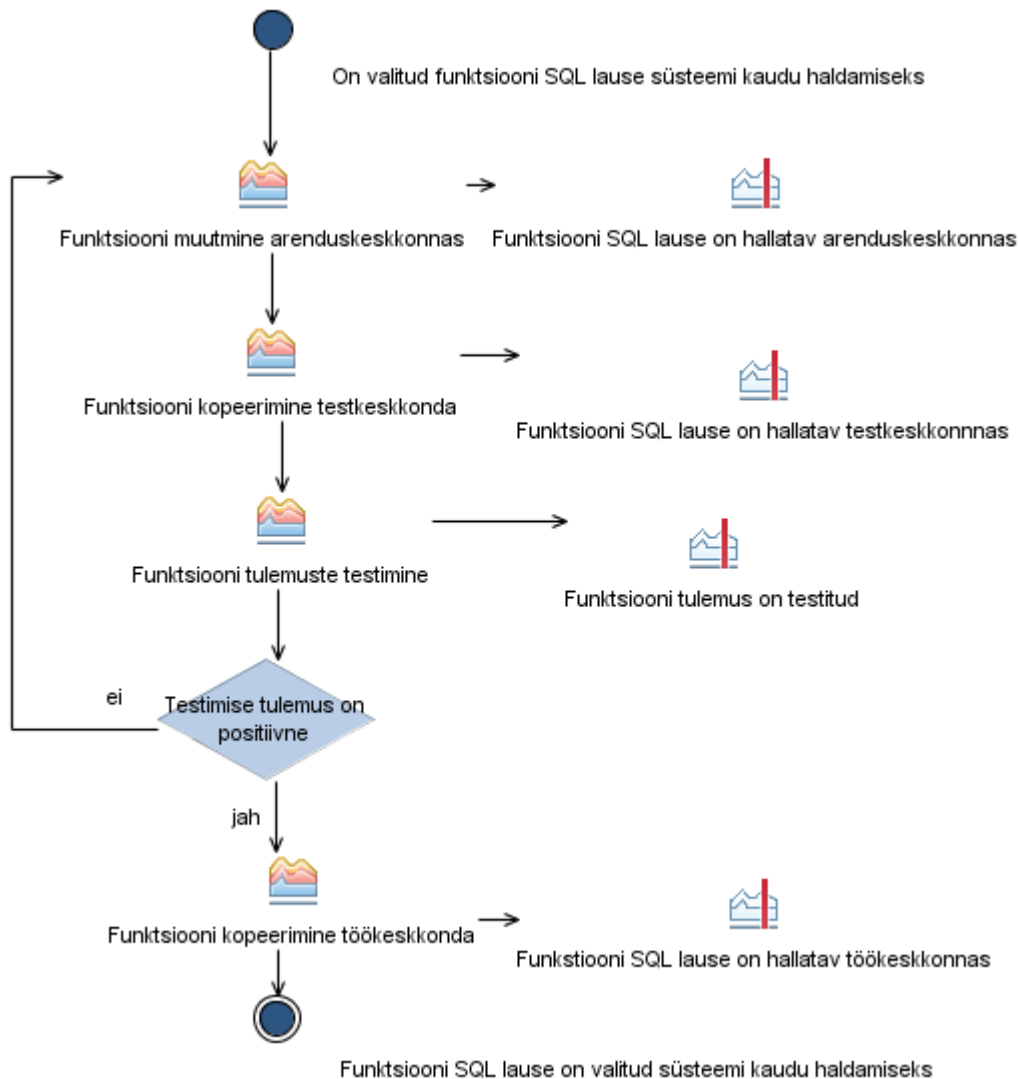 On valitud funktsiooni SQL lause süsteemi kaudu haldamiseks
Funktsiooni muutmine arenduskeskkonnas
Funktsiooni SQL lause on hallatav arenduskeskkonnas
Funktsiooni kopeerimine testkeskkonda
Funktsiooni SQL lause on hallatav testkeskkonnnas
Funktsiooni tulemuste testimine
Funktsiooni tulemus on testitud
ei
Testimise tulemus on
positiivne
jah
Funktsiooni kopeerimine töökeskkonda
Funkstiooni SQL lause on hallatav töökeskkonnas
Funktsiooni SQL lause on valitud süsteemi kaudu haldamiseks